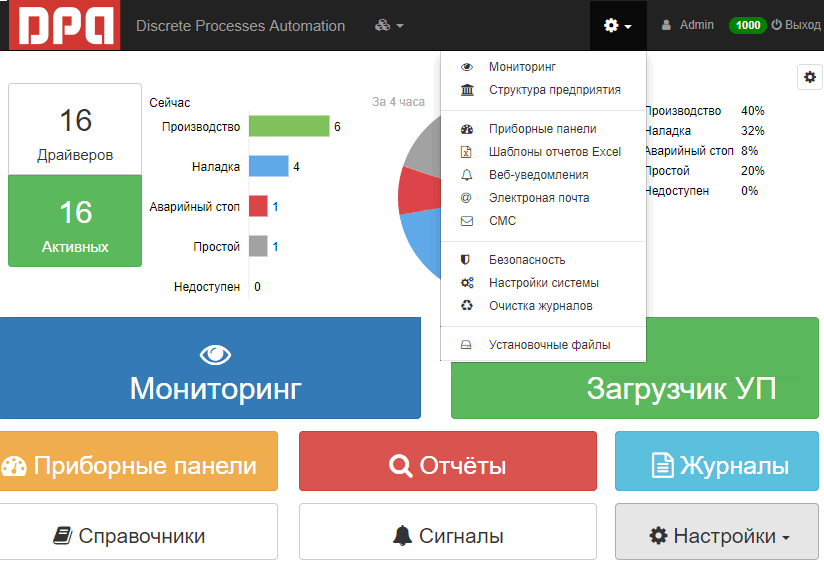 DPA Discrete Processes Automation Admin 1000 Выход
16
Драйверов
16
Активных
Сейчас
Производство 6
Наладка 4
Аварийный стоп 1
Простой 1
Недоступен 0
За 4 часа
Мониторинг
Структура предприятия
Приборные панели
Шаблоны отчетов Excel
Веб-уведомления
Электроная почта
СМС
Безопасность
Настройки системы
Очистка журналов
Установочные файлы
Производство 40%
Наладка 32%
Аварийный стоп 8%
Простой 20%
Недоступен 0%
Мониторинг
Загрузчик УП
Приборные панели
Отчёты
Журналы
Справочники
Сигналы
Настройки